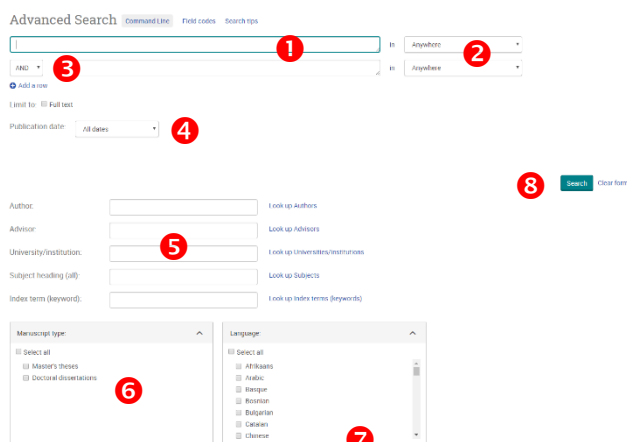 Advanced Search Command Line Field codes Search tips
1 in Anywhere 2
AND 3 in Anywhere
Add a row
Limit to: Full text
Publication date: All dates 4
8 Search Clear form
Author: Look up Authors
Advisor: Look up Advisors
University/institution: 5 Look up Universities/institutions
Subject heading (all): Look up Subjects
Index term (keyword): Look up Index terms (keywords)
Manuscript type: Language:
Select all Select all
Master's theses Afrikaans
Doctoral dissertations Arabic
6 Basque
Bosnian
Bulgarian
Catalan
Chinese 7